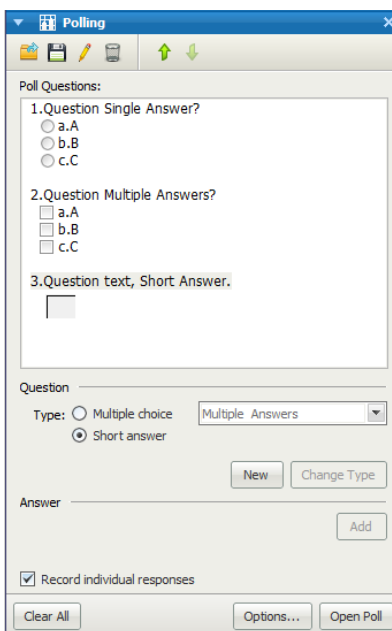 Polling
Poll Questions:
1.Question Single Answer?
a.A
b.B
c.C
2.Question Multiple Answers?
a.A
b.B
c.C
3.Question text, Short Answer.
Question
Type: Multiple choice Multiple Answers
Short answer
New Change Type
Answer
Add
Record individual responses
Clear All Options... Open Poll